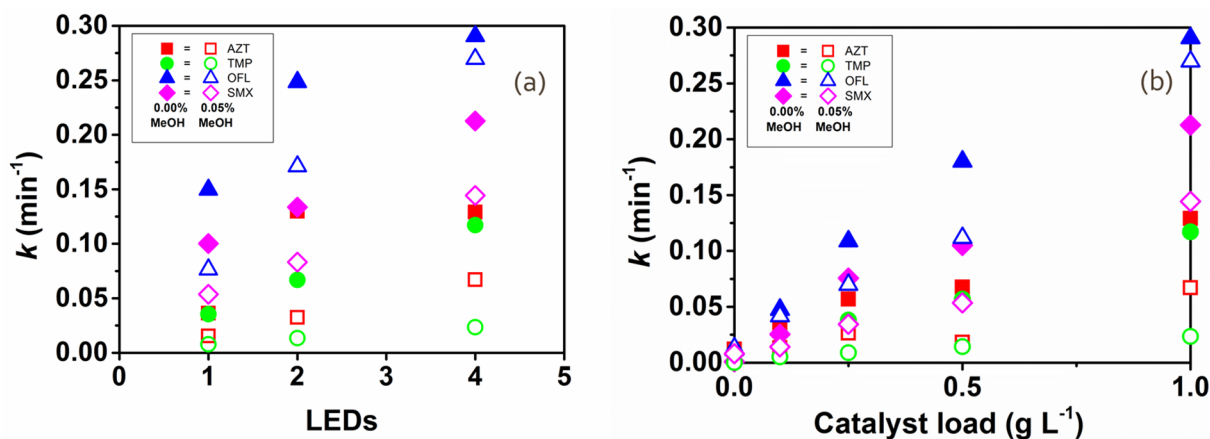 0.30
0.25
0.20
0.15
0.10
0.05
0.00
k (min-1)
= AZT
= TMP
= OFL
= SMX
0.00% 0.05%
MeOH MeOH
(a)
0 1 2 3 4 5
LEDs
0.30
0.25
0.20
0.15
0.10
0.05
0.00
k (min-1)
= AZT
= TMP
= OFL
= SMX
0.00% 0.05%
MeOH MeOH
(b)
0.0 0.5 1.0
Catalyst load (g L-1)